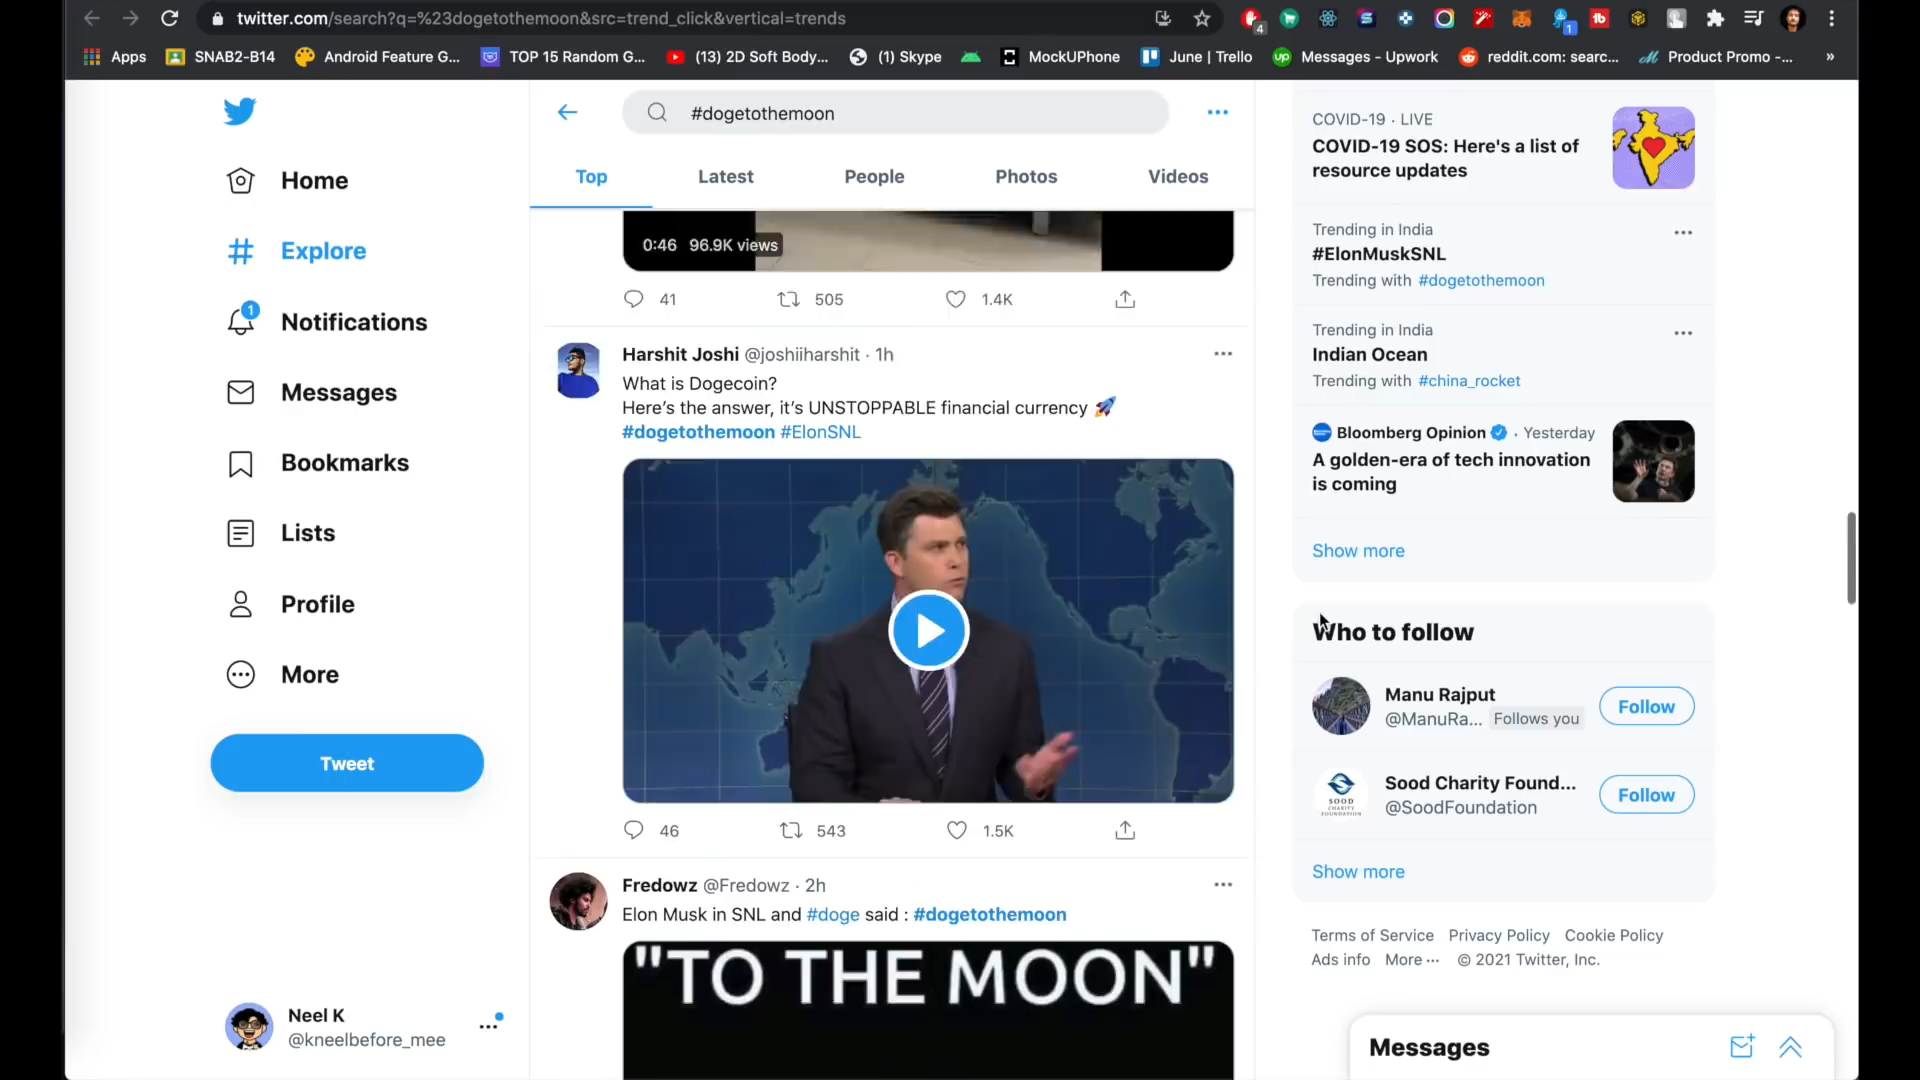 twitter.com/search?q=%23dogetothemoon&src=trend_click&vertical=trends
4
1
tb
Apps
SNAB2-B14
Android Feature G...
TOP 15 Random G...
(13) 2D Soft Body...
(1) Skype
MockUPhone
June | Trello
up
Messages - Upwork
reddit.com: searc...
Product Promo -...
»
Home
Explore
1
Notifications
Messages
Bookmarks
Lists
Profile
More
Tweet
Neel K
@kneelbefore_mee
#dogetothemoon
Top
Latest
People
Photos
Videos
0:46 96.9K views
41
505
1.4K
Harshit Joshi @joshiiharshit · 1h
What is Dogecoin?
Here's the answer, it's UNSTOPPABLE financial currency 🚀
#dogetothemoon #ElonSNL
46
543
1.5K
Fredowz @Fredowz · 2h
Elon Musk in SNL and #doge said : #dogetothemoon
"TO THE MOON"
COVID-19 · LIVE
COVID-19 SOS: Here's a list of
resource updates
Trending in India
#ElonMuskSNL
Trending with #dogetothemoon
Trending in India
Indian Ocean
Trending with #china_rocket
Bloomberg Opinion · Yesterday
A golden-era of tech innovation
is coming
Show more
Who to follow
Manu Rajput
@ManuRa... Follows you
Follow
SOOD
CHARITY
FOUNDATION
Sood Charity Found...
@SoodFoundation
Follow
Show more
Terms of Service Privacy Policy Cookie Policy
Ads info More ··· © 2021 Twitter, Inc.
Messages